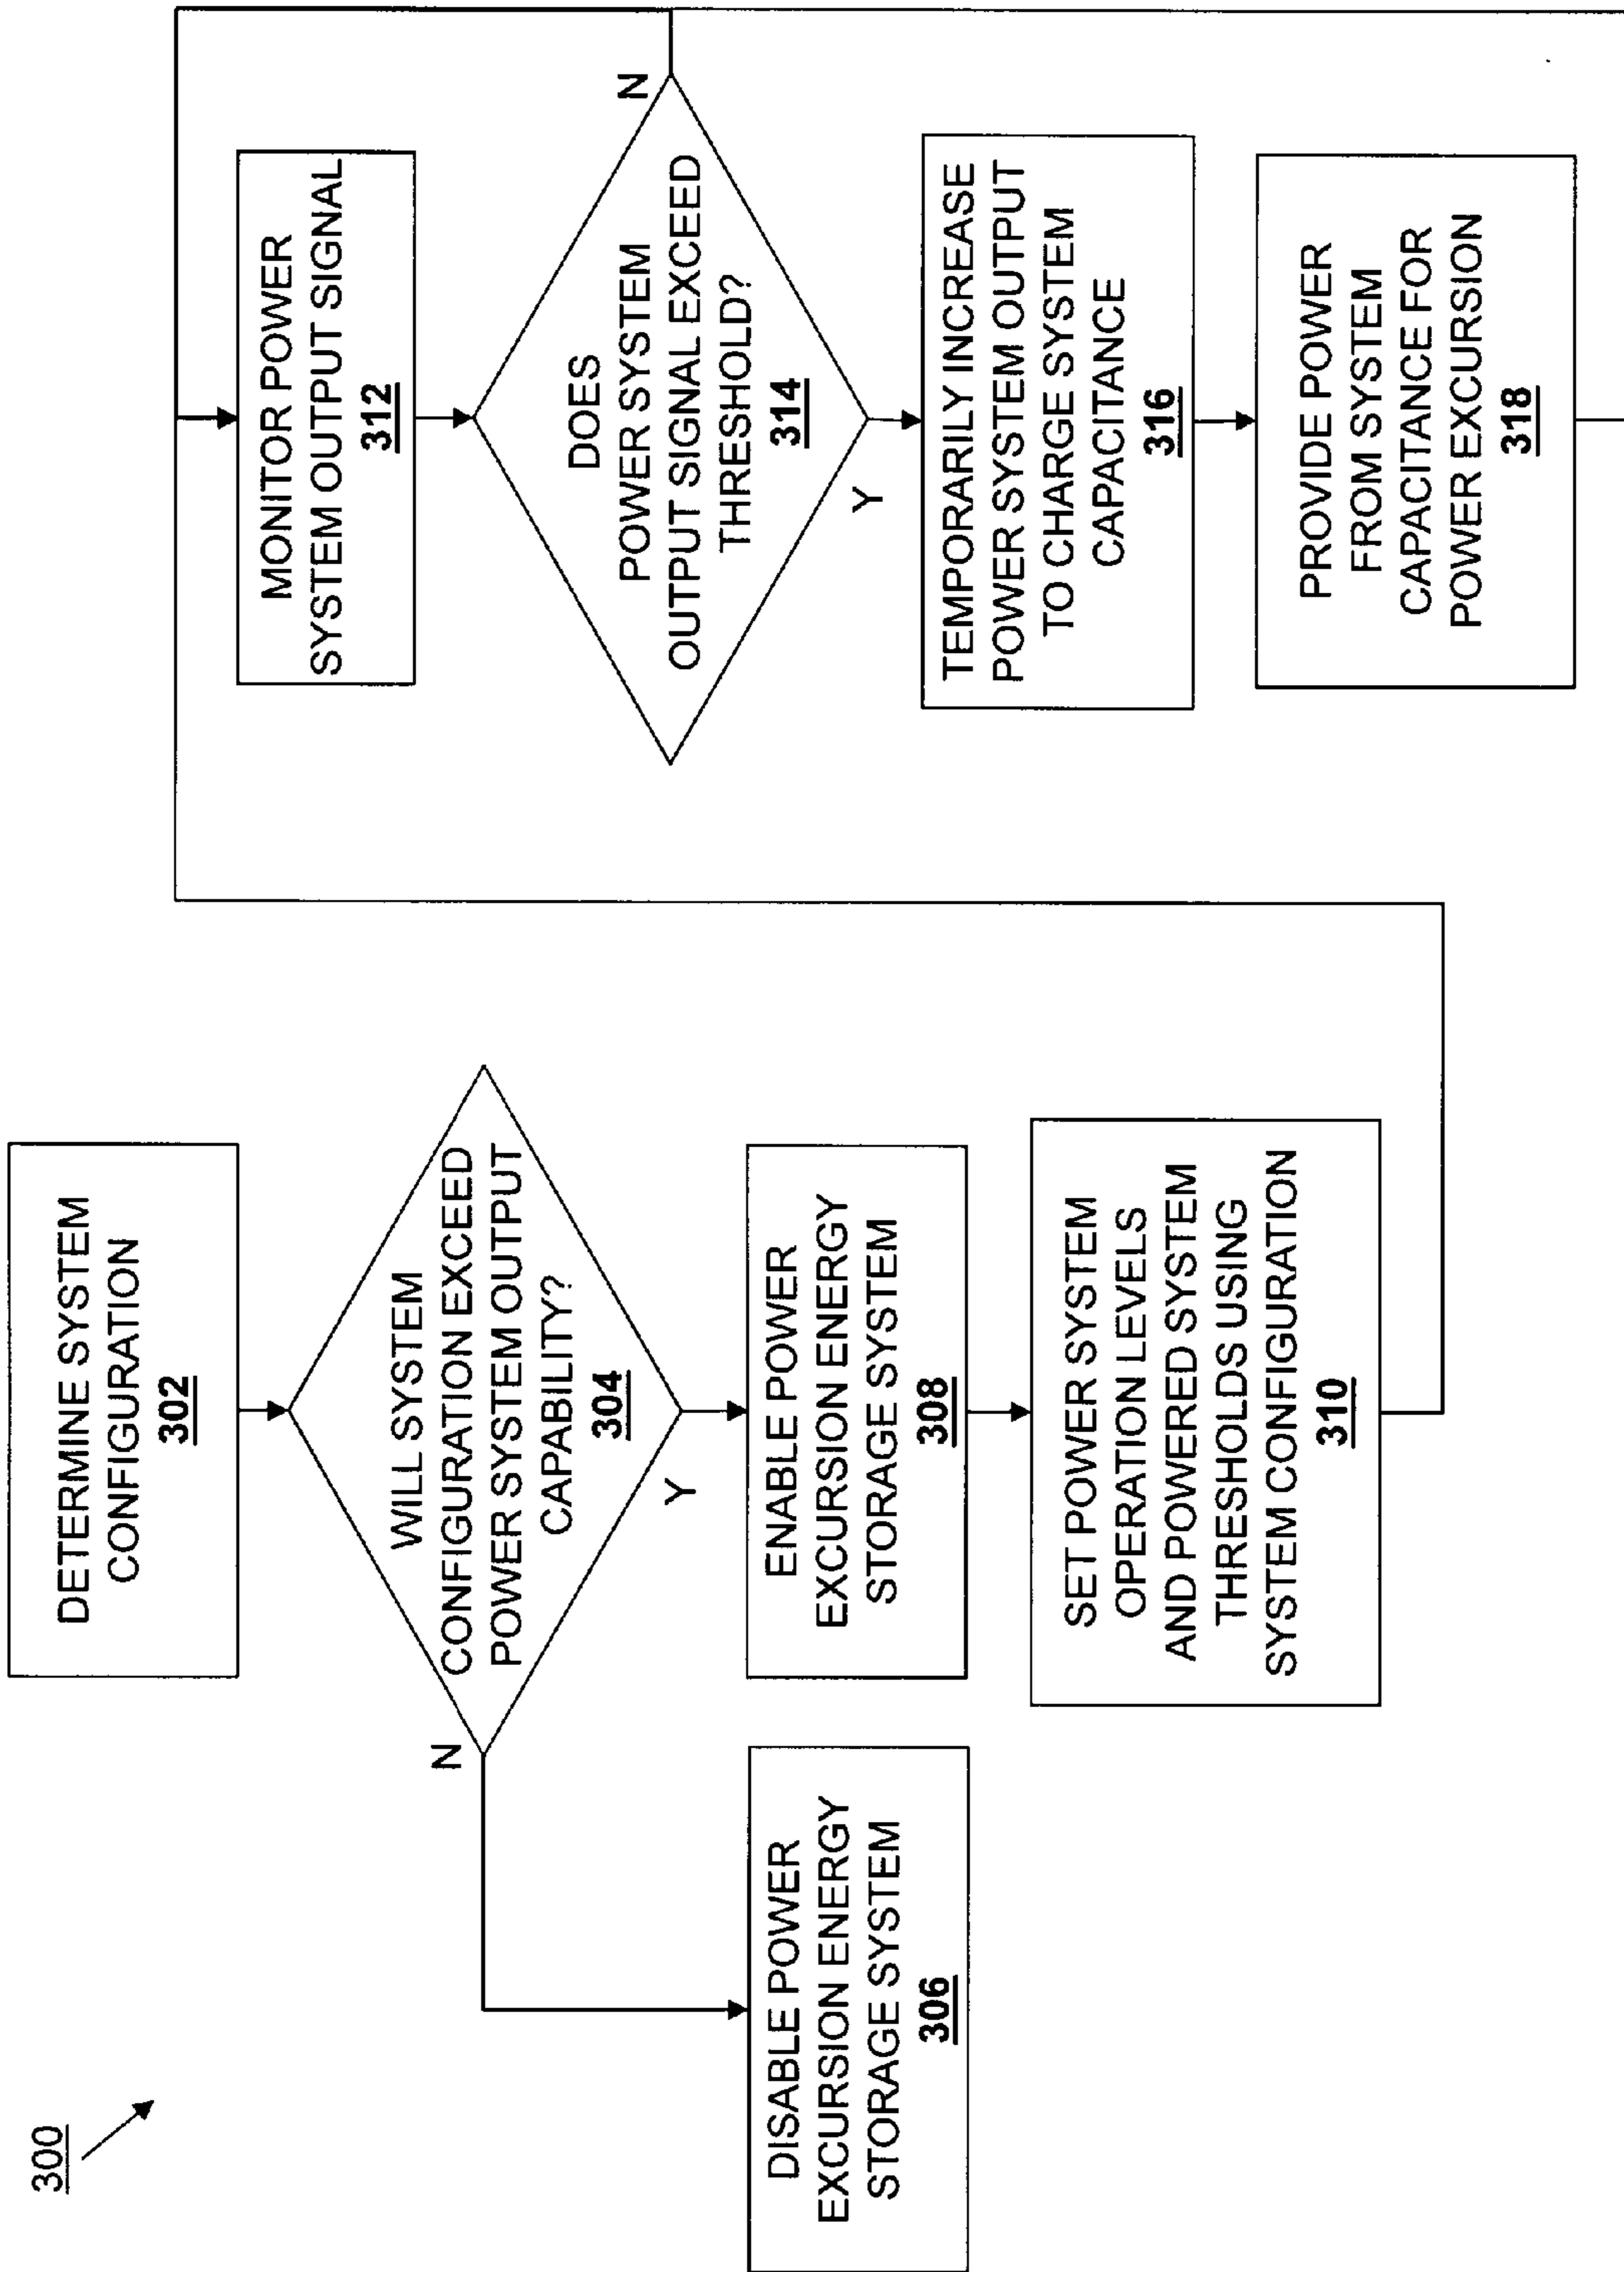 300
DETERMINE SYSTEM
CONFIGURATION
302
WILL SYSTEM
CONFIGURATION EXCEED
POWER SYSTEM OUTPUT
CAPABILITY?
304
N
Y
DISABLE POWER
EXCURSION ENERGY
STORAGE SYSTEM
306
ENABLE POWER
EXCURSION ENERGY
STORAGE SYSTEM
308
SET POWER SYSTEM
OPERATION LEVELS
AND POWERED SYSTEM
THRESHOLDS USING
SYSTEM CONFIGURATION
310
MONITOR POWER
SYSTEM OUTPUT SIGNAL
312
DOES
POWER SYSTEM
OUTPUT SIGNAL EXCEED
THRESHOLD?
314
N
Y
TEMPORARILY INCREASE
POWER SYSTEM OUTPUT
TO CHARGE SYSTEM
CAPACITANCE
316
PROVIDE POWER
FROM SYSTEM
CAPACITANCE FOR
POWER EXCURSION
318